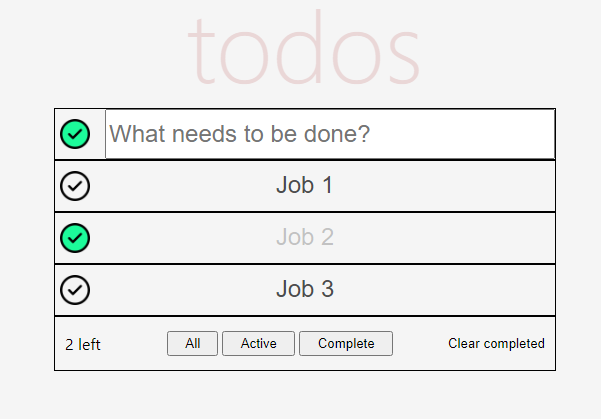 todos
What needs to be done?
Job 1
Job 2
Job 3
2 left All Active Complete Clear completed